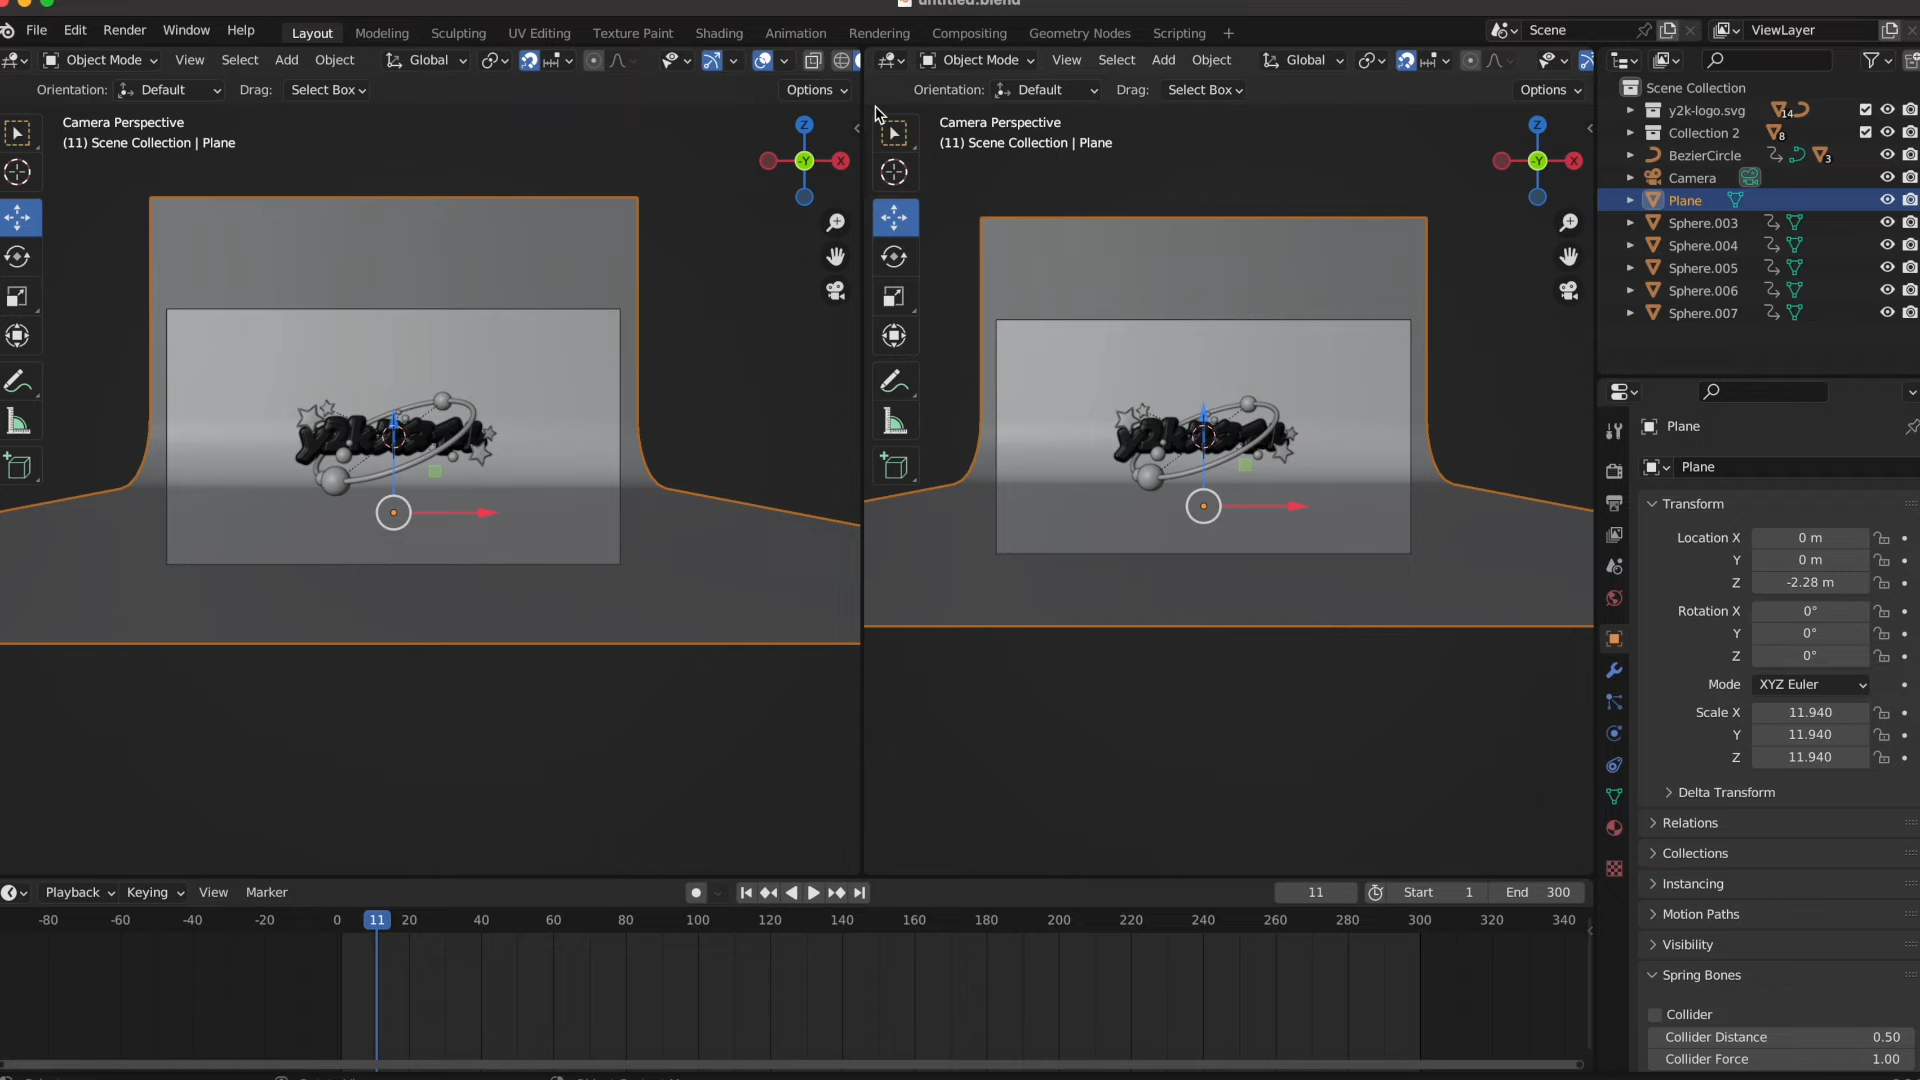 untitled.blend
File Edit Render Window Help Layout Modeling Sculpting UV Editing Texture Paint Shading Animation Rendering Compositing Geometry Nodes Scripting + Scene ViewLayer
Object Mode View Select Add Object Global
Orientation: Default Drag: Select Box Options
Camera Perspective
(11) Scene Collection | Plane
Z
-Y
X
Object Mode View Select Add Object Global
Orientation: Default Drag: Select Box Options
Camera Perspective
(11) Scene Collection | Plane
Z
-Y
X
Scene Collection
y2k-logo.svg 14
Collection 2 8
BezierCircle 3
Camera
Plane
Sphere.003
Sphere.004
Sphere.005
Sphere.006
Sphere.007
Plane
Plane
Transform
Location X 0 m
Y 0 m
Z -2.28 m
Rotation X 0°
Y 0°
Z 0°
Mode XYZ Euler
Scale X 11.940
Y 11.940
Z 11.940
Delta Transform
Relations
Collections
Instancing
Motion Paths
Visibility
Spring Bones
Collider
Collider Distance 0.50
Collider Force 1.00
Playback Keying View Marker 11 Start 1 End 300
-80 -60 -40 -20 0 11 20 40 60 80 100 120 140 160 180 200 220 240 260 280 300 320 340